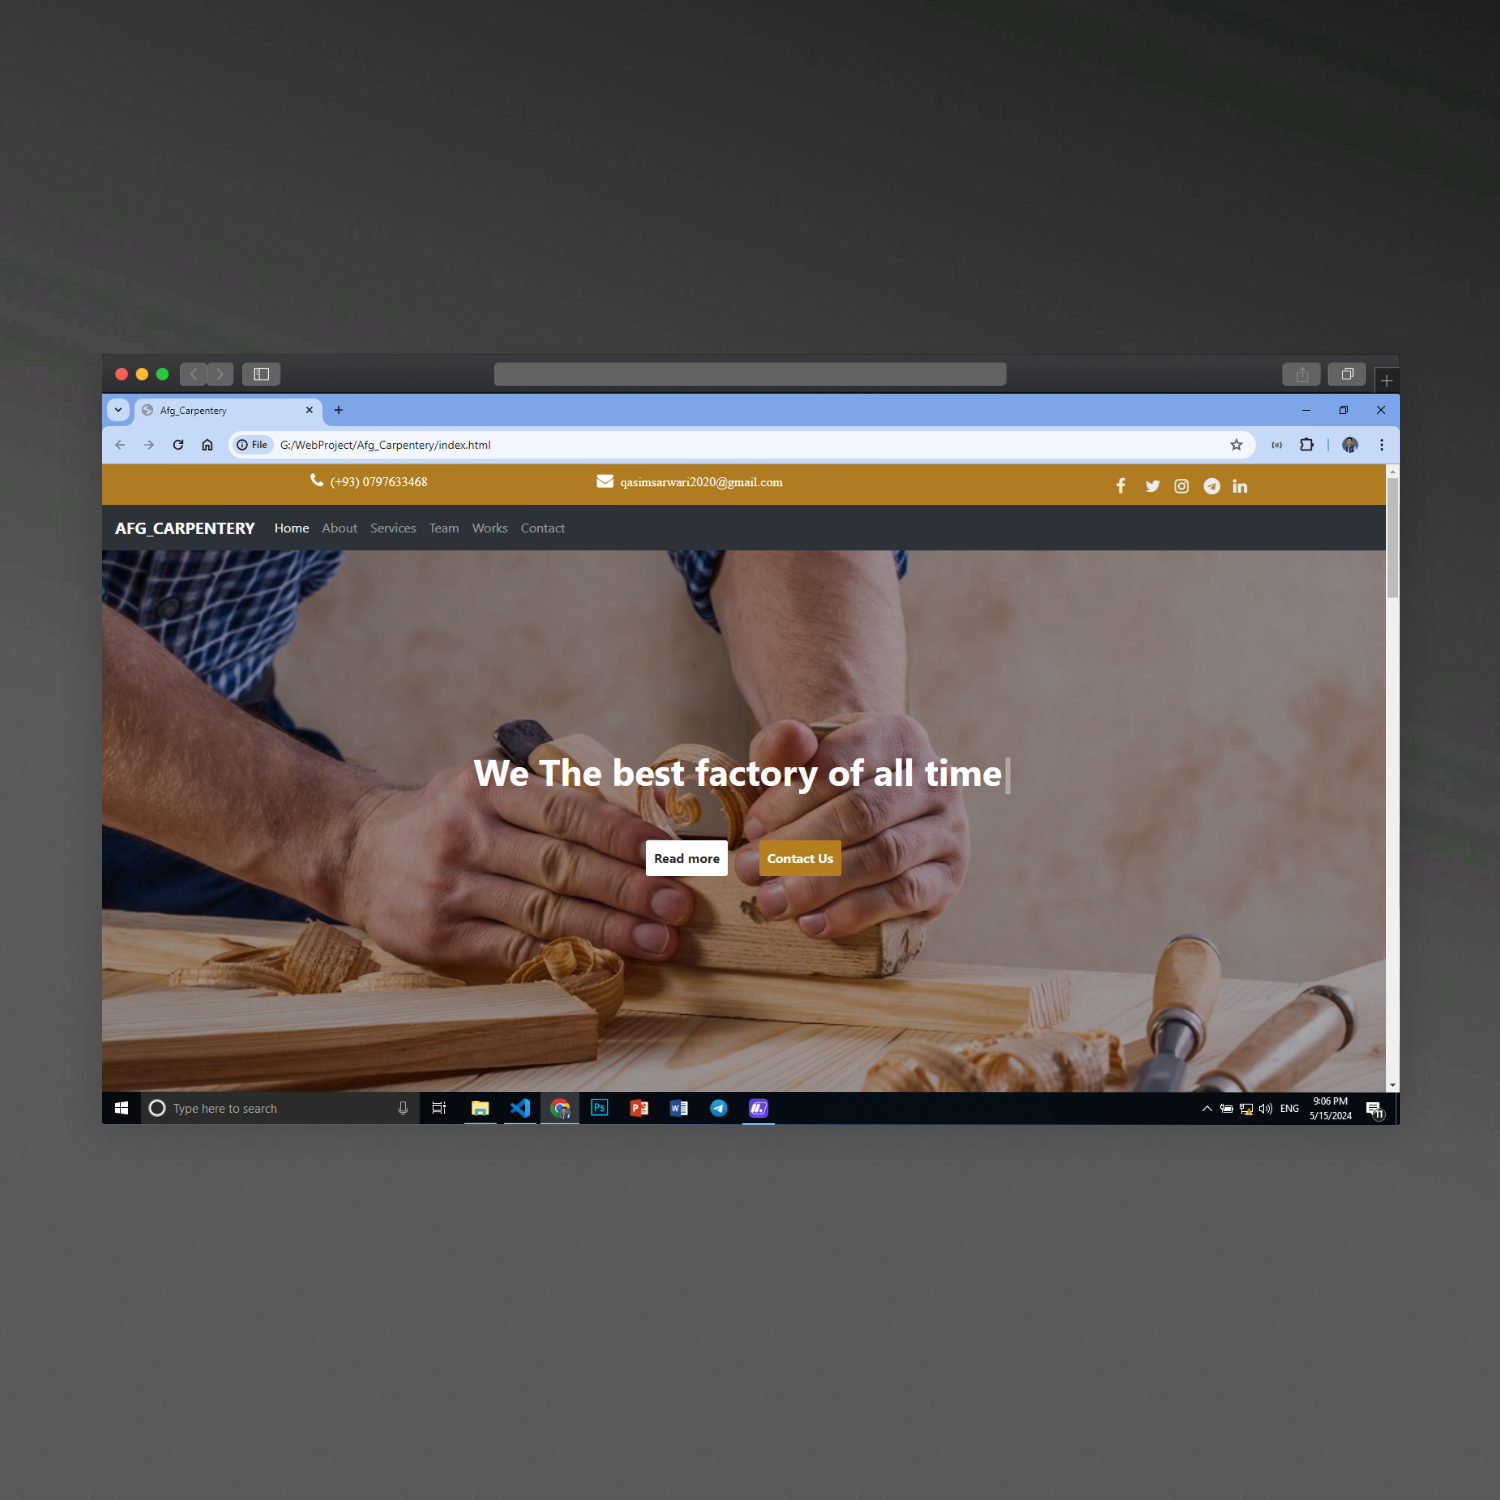 Afg_Carpentery
File G:/WebProject/Afg_Carpentery/index.html
(+93) 0797633468 qasimsarwari2020@gmail.com
AFG_CARPENTERY Home About Services Team Works Contact
We The best factory of all time
Read more Contact Us
Type here to search
Ps P W
ENG 9:06 PM
5/15/2024
11